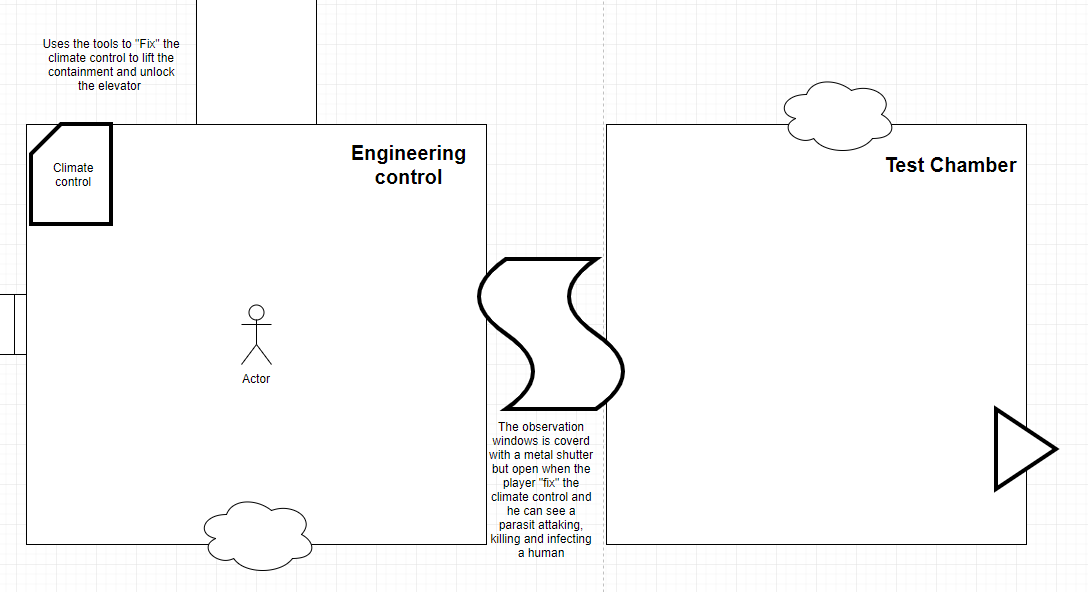 Uses the tools to "Fix" the
climate control to lift the
containment and unlock
the elevator
Climate
control
Engineering
control
Test Chamber
Actor
The observation
windows is coverd
with a metal shutter
but open when the
player "fix" the
climate control and
he can see a
parasit attaking,
killing and infecting
a human